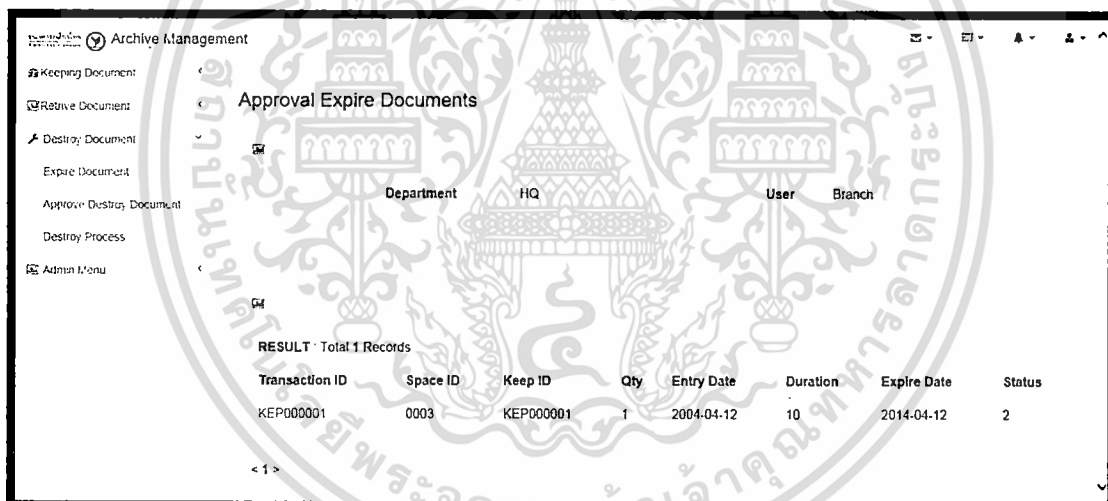 Archive Management
Keeping Document
Retrive Document
Destroy Document
Expire Document
Approve Destroy Document
Destroy Process
Admin Menu
Approval Expire Documents
Department HQ User Branch
RESULT : Total 1 Records
Transaction ID Space ID Keep ID Qty Entry Date Duration Expire Date Status
KEP000001 0003 KEP000001 1 2004-04-12 10 2014-04-12 2
< 1 >